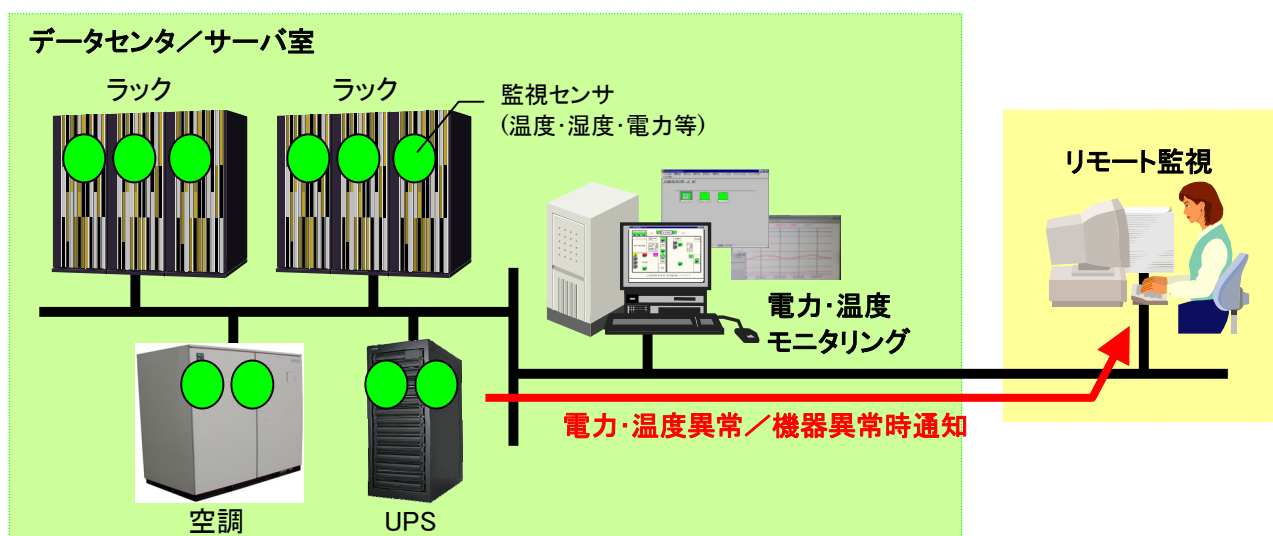 データセンタ／サーバ室
ラック
ラック
監視センサ
(温度･湿度･電力等)
リモート監視
電力･温度
モニタリング
電力･温度異常／機器異常時通知
空調
UPS